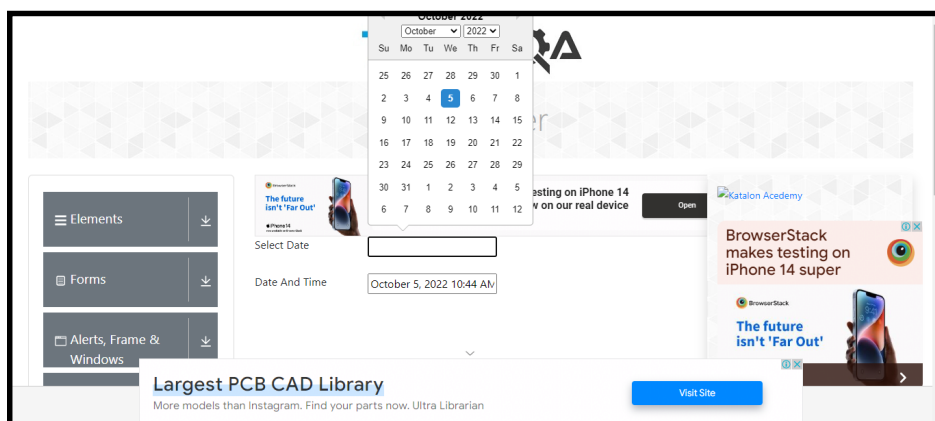 October 2022
October 2022
Su Mo Tu We Th Fr Sa
25 26 27 28 29 30 1
2 3 4 5 6 7 8
9 10 11 12 13 14 15
16 17 18 19 20 21 22
23 24 25 26 27 28 29
30 31 1 2 3 4 5
6 7 8 9 10 11 12
QA
er
Elements
Forms
Alerts, Frame &
Windows
BrowserStack
The future
isn't 'Far Out'
iPhone 14
esting on iPhone 14
w on our real device
Open
Select Date
Date And Time
October 5, 2022 10:44 AM
Katalon Acedemy
BrowserStack
makes testing on
iPhone 14 super
BrowserStack
The future
isn't 'Far Out'
Largest PCB CAD Library
More models than Instagram. Find your parts now. Ultra Librarian
Visit Site